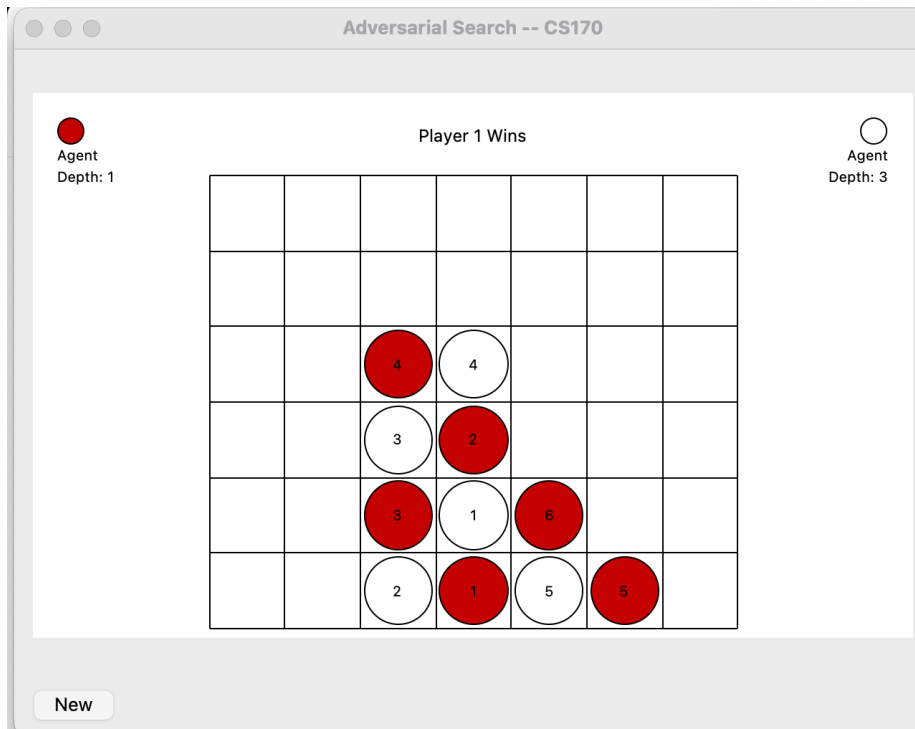 Adversarial Search -- CS170
Player 1 Wins
Agent
Depth: 1
Agent
Depth: 3
4 4
3 2
3 1 6
2 1 5 5
New